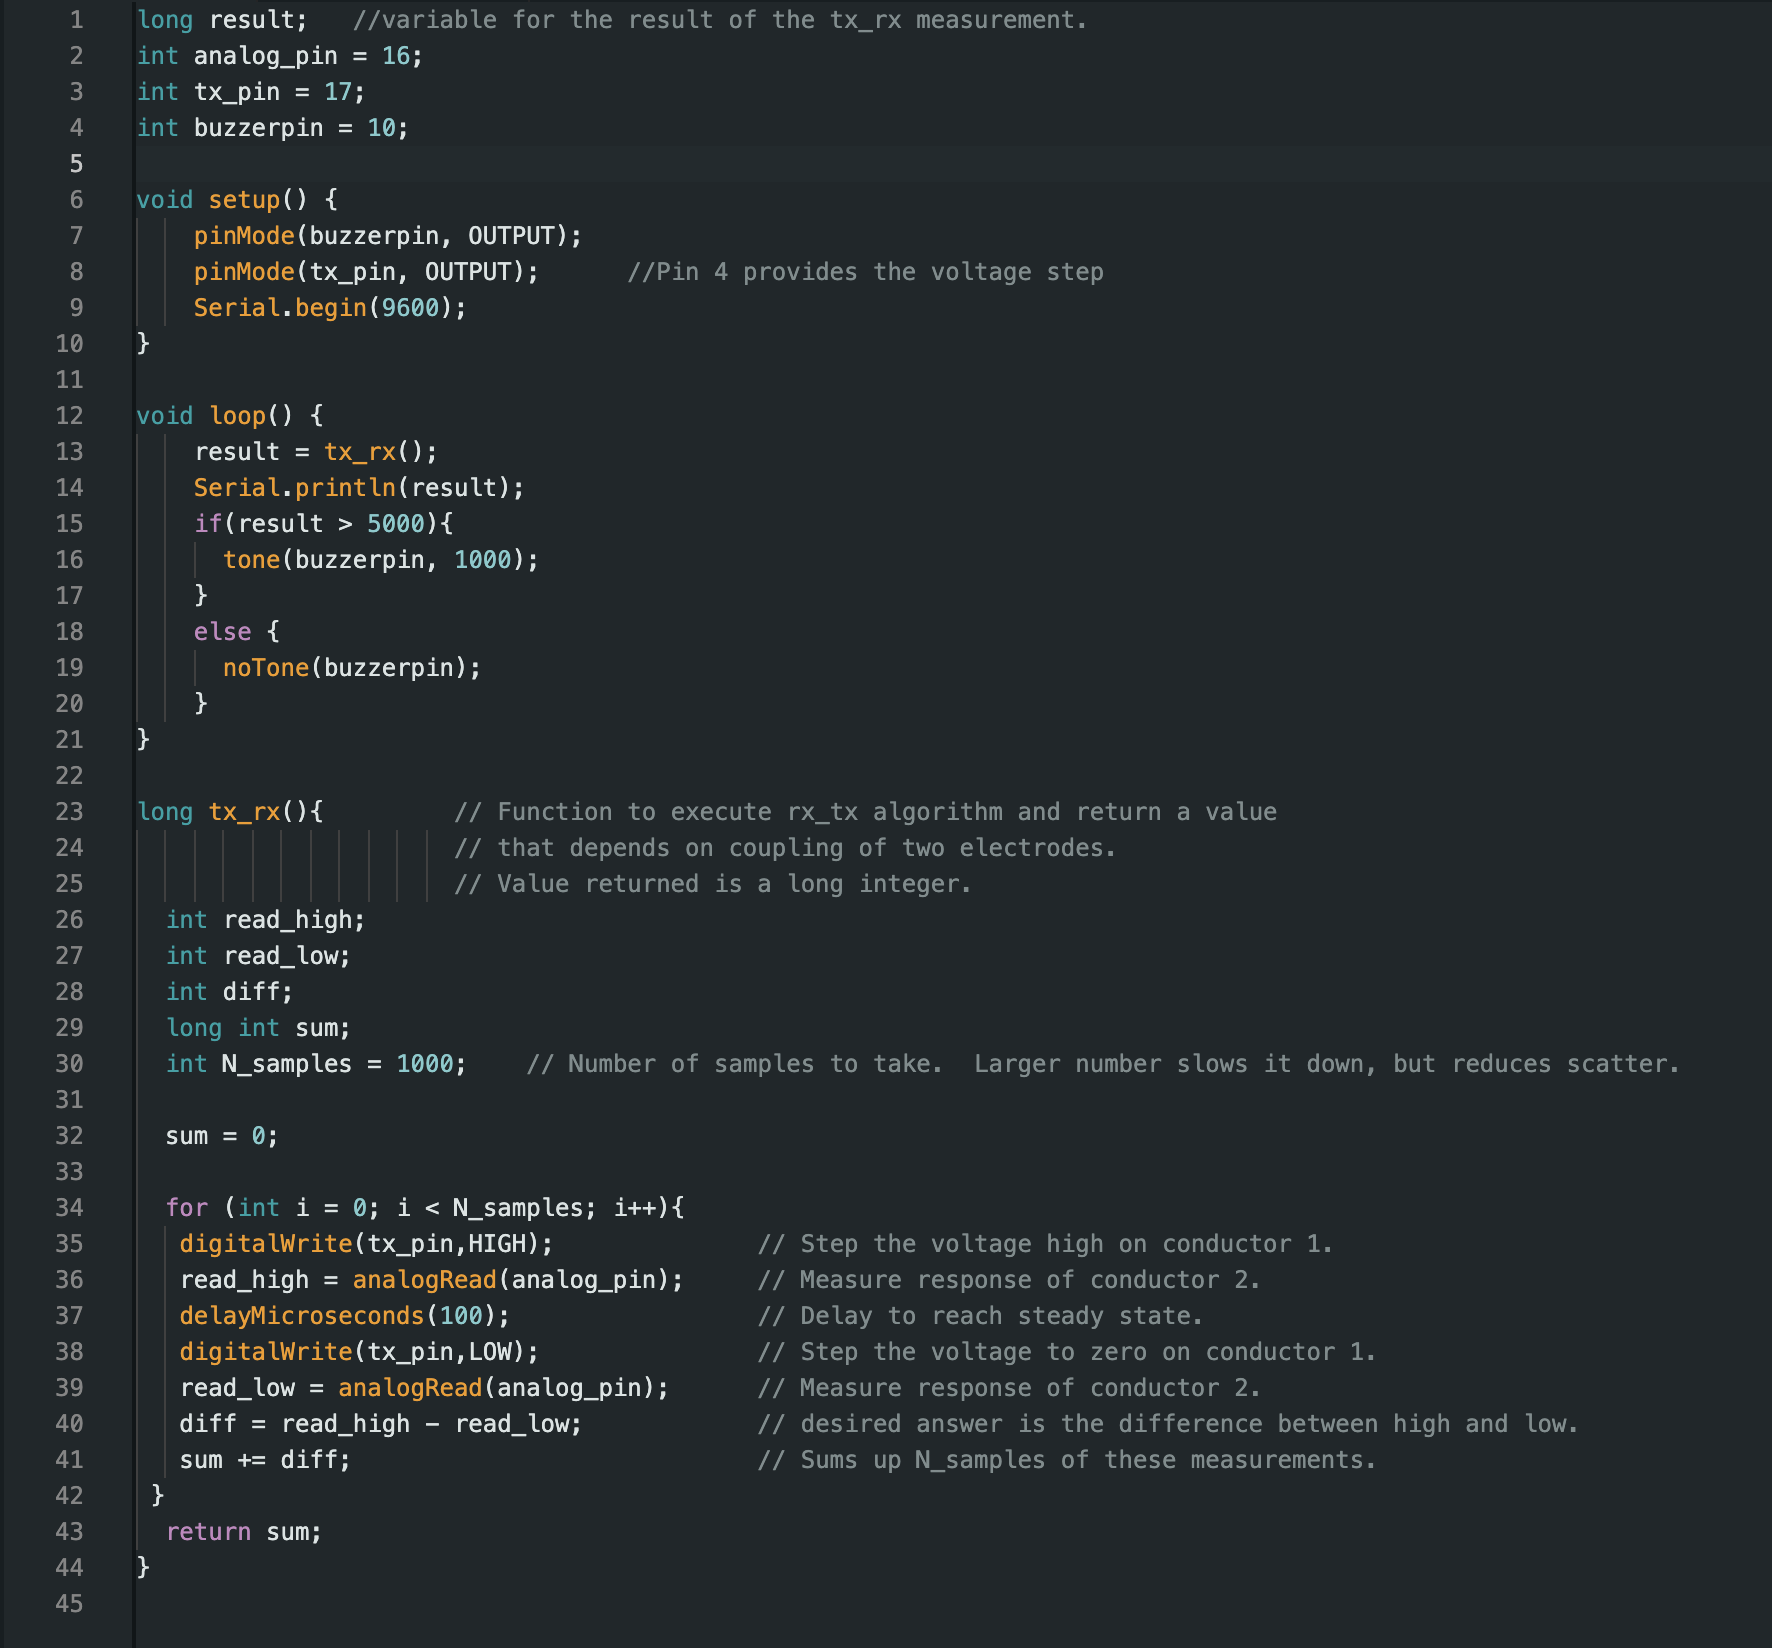 1 long result;   //variable for the result of the tx_rx measurement.
2 int analog_pin = 16;
3 int tx_pin = 17;
4 int buzzerpin = 10;
5
6 void setup() {
7     pinMode(buzzerpin, OUTPUT);
8     pinMode(tx_pin, OUTPUT);      //Pin 4 provides the voltage step
9     Serial.begin(9600);
10 }
11
12 void loop() {
13     result = tx_rx();
14     Serial.println(result);
15     if(result > 5000){
16       tone(buzzerpin, 1000);
17     }
18     else {
19       noTone(buzzerpin);
20     }
21 }
22
23 long tx_rx(){         // Function to execute rx_tx algorithm and return a value
24                       // that depends on coupling of two electrodes.
25                       // Value returned is a long integer.
26   int read_high;
27   int read_low;
28   int diff;
29   long int sum;
30   int N_samples = 1000;    // Number of samples to take.  Larger number slows it down, but reduces scatter.
31
32   sum = 0;
33
34   for (int i = 0; i < N_samples; i++){
35    digitalWrite(tx_pin,HIGH);              // Step the voltage high on conductor 1.
36    read_high = analogRead(analog_pin);     // Measure response of conductor 2.
37    delayMicroseconds(100);                 // Delay to reach steady state.
38    digitalWrite(tx_pin,LOW);               // Step the voltage to zero on conductor 1.
39    read_low = analogRead(analog_pin);      // Measure response of conductor 2.
40    diff = read_high - read_low;            // desired answer is the difference between high and low.
41    sum += diff;                            // Sums up N_samples of these measurements.
42  }
43   return sum;
44 }
45